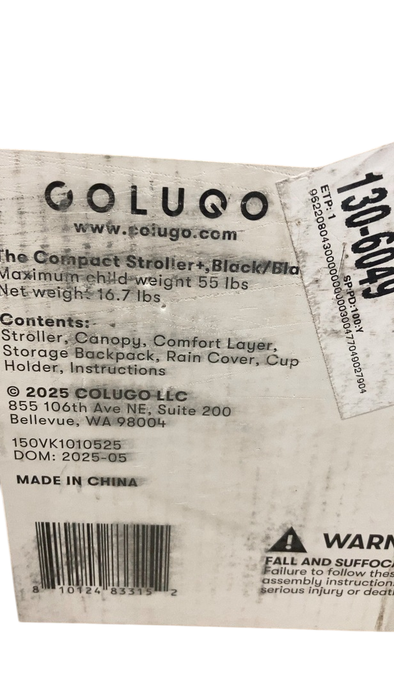 COLUGO
www.colugo.com
The Compact Stroller+,Black/Bla
Maximum child weight 55 lbs
Net weight 16.7 lbs
Contents:
Stroller, Canopy, Comfort Layer,
Storage Backpack, Rain Cover, Cup
Holder, Instructions
© 2025 COLUGO LLC
855 106th Ave NE, Suite 200
Bellevue, WA 98004
150VK1010525
DOM: 2025-05
MADE IN CHINA
8 10124 83315 2
WARN
FALL AND SUFFOCA
Failure to follow thes
assembly instruction
serious injury or deat
130-6049
SP:PD:100:Y
ETP: 1